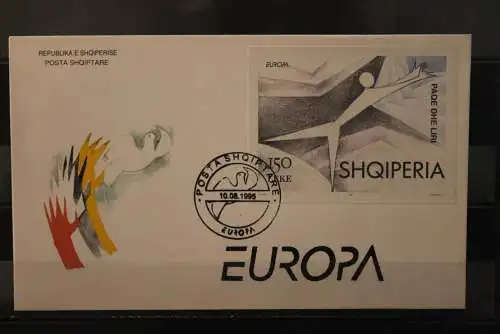 REPUBLIKA E SHQIPERISE
POSTA SHQIPTARE
EUROPA
PAQE DHE LIRI
150
LEKE
SHQIPERIA
POSTA SHQIPTARE
10.08.1995
EUROPA
EUROPA